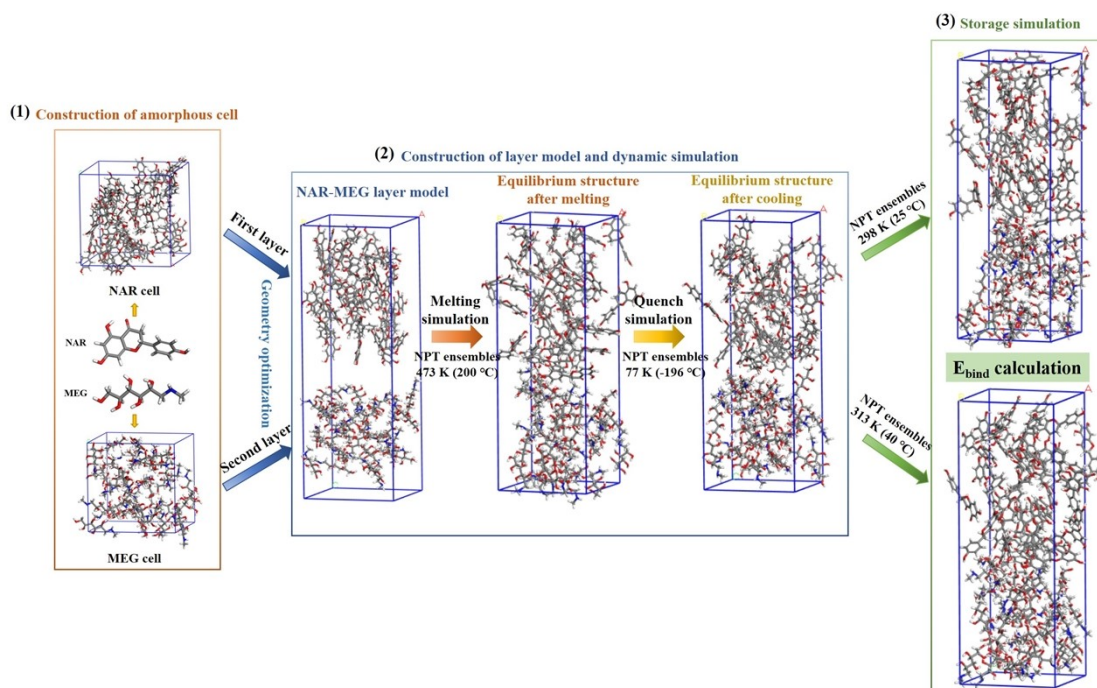 (1) Construction of amorphous cell
NAR cell
NAR
MEG
MEG cell
First layer
Geometry optimization
Second layer
(2) Construction of layer model and dynamic simulation
NAR-MEG layer model
Melting
simulation
NPT ensembles
473 K (200 ℃)
Equilibrium structure
after melting
Quench
simulation
NPT ensembles
77 K (-196 ℃)
Equilibrium structure
after cooling
NPT ensembles
298 K (25 ℃)
NPT ensembles
313 K (40 ℃)
(3) Storage simulation
Ebind calculation